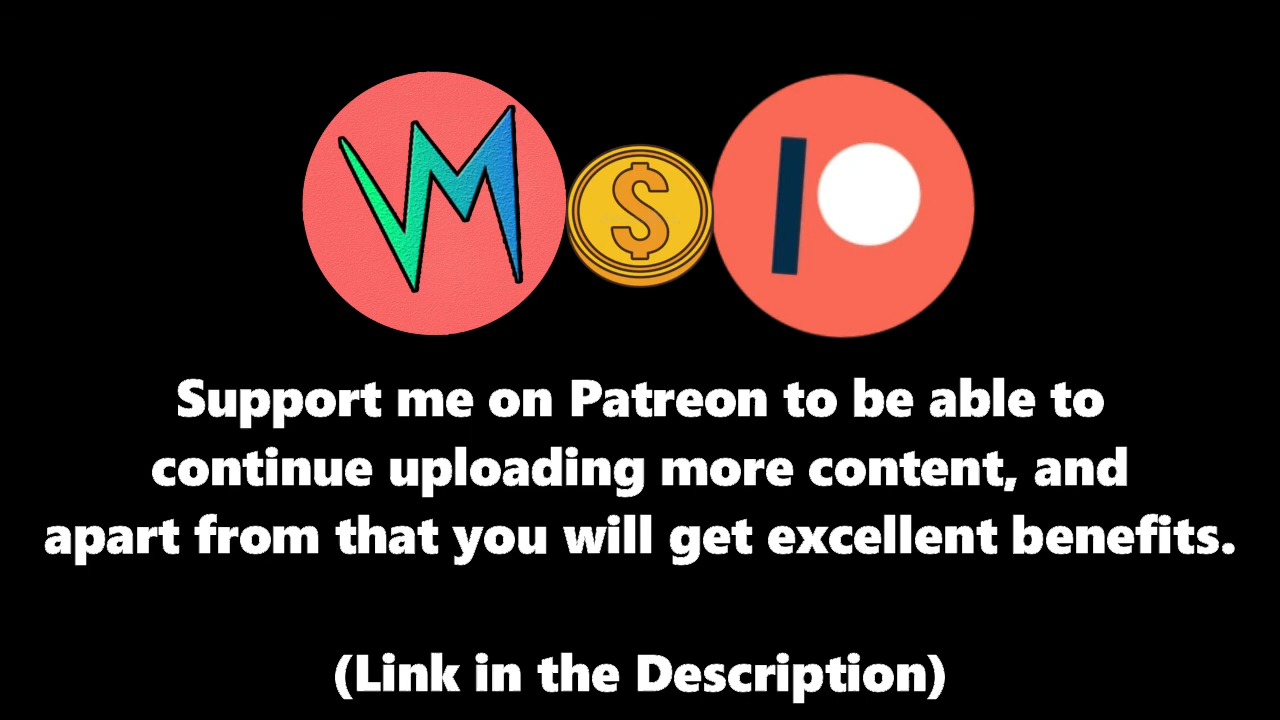 VM
$
Support me on Patreon to be able to
continue uploading more content, and
apart from that you will get excellent benefits.
(Link in the Description)